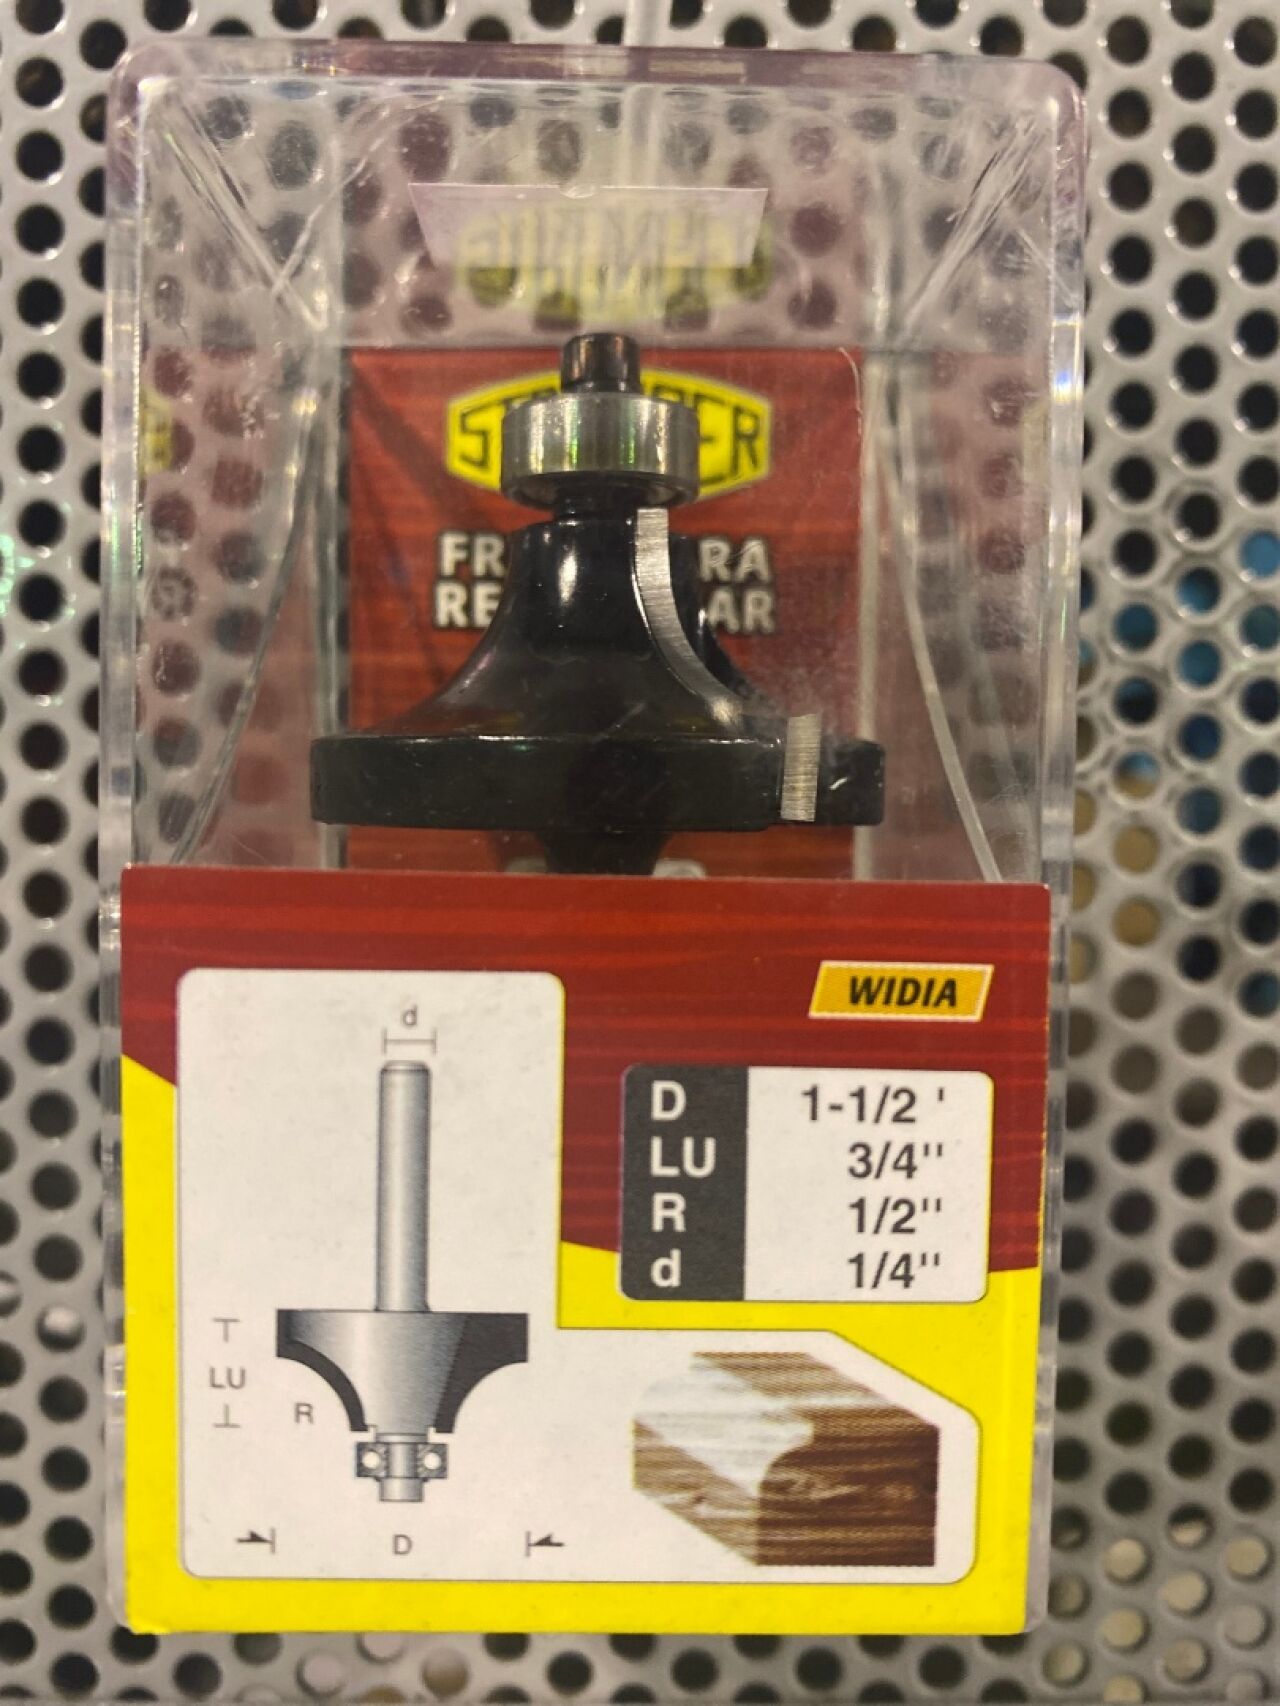 WIDIA
d
D 1-1/2 '
LU 3/4''
R 1/2''
d 1/4''
LU
R
D